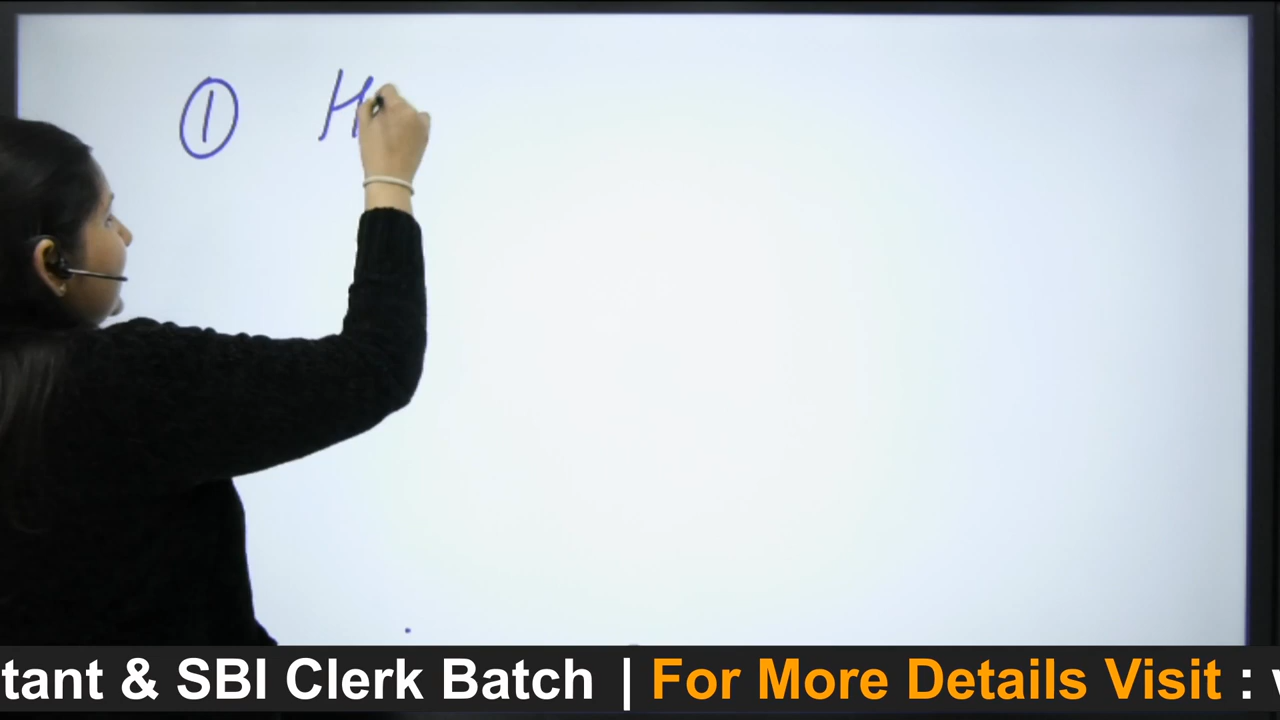 ① H
tant & SBI Clerk Batch | For More Details Visit :